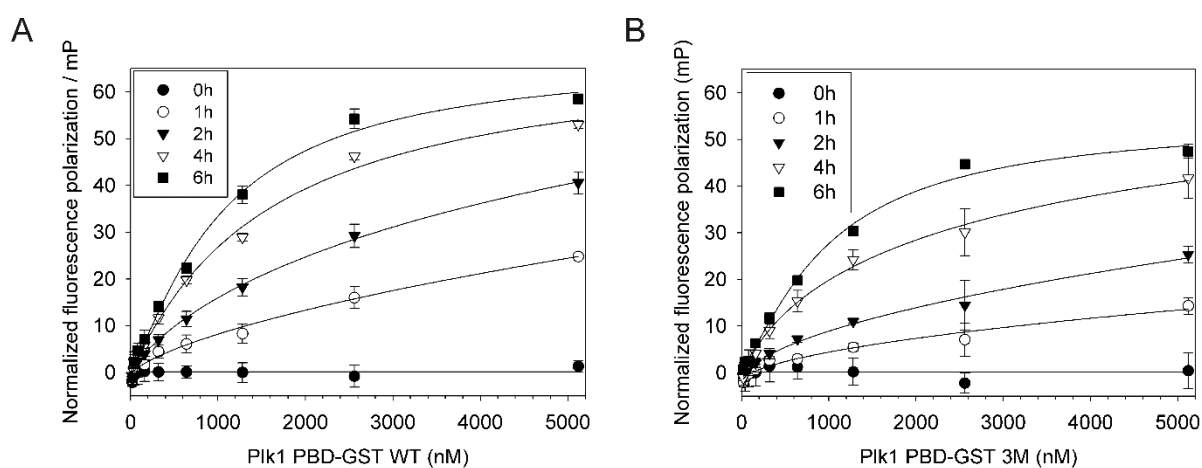 A
Normalized fluorescence polarization / mP
60
50
40
30
20
10
0
0h
1h
2h
4h
6h
0 1000 2000 3000 4000 5000
Plk1 PBD-GST WT (nM)
B
Normalized fluorescence polarization (mP)
60
50
40
30
20
10
0
0h
1h
2h
4h
6h
0 1000 2000 3000 4000 5000
Plk1 PBD-GST 3M (nM)